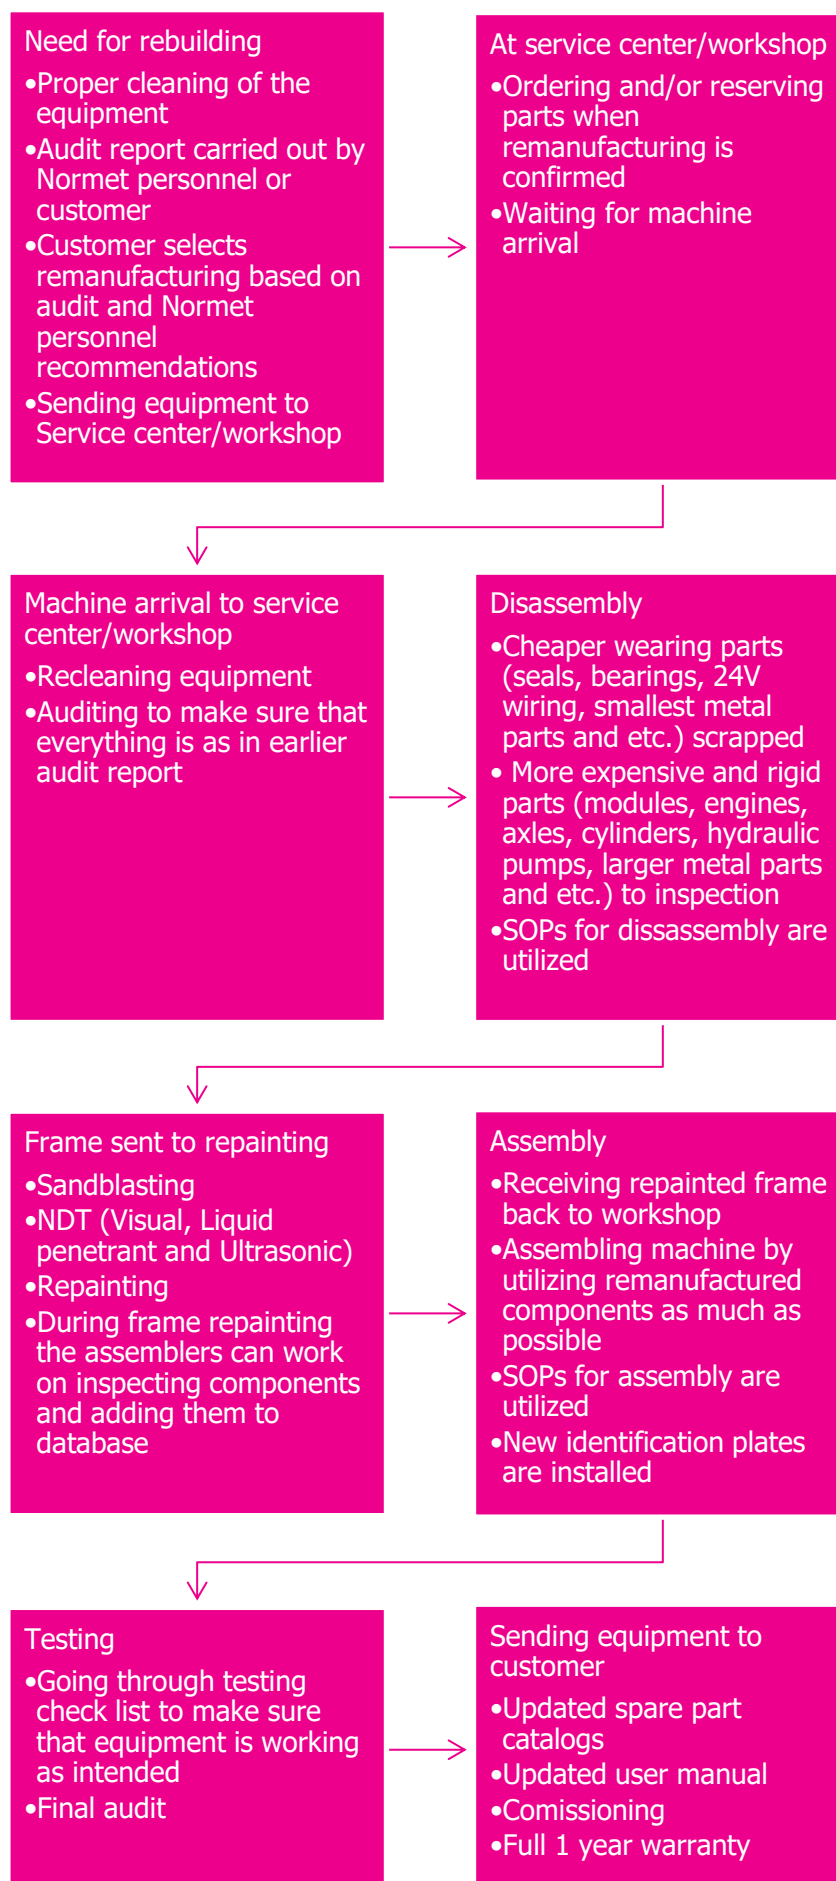 Need for rebuilding
•Proper cleaning of the
equipment
•Audit report carried out by
Normet personnel or
customer
•Customer selects
remanufacturing based on
audit and Normet
personnel
recommendations
•Sending equipment to
Service center/workshop
At service center/workshop
•Ordering and/or reserving
parts when
remanufacturing is
confirmed
•Waiting for machine
arrival
Machine arrival to service
center/workshop
•Recleaning equipment
•Auditing to make sure that
everything is as in earlier
audit report
Disassembly
•Cheaper wearing parts
(seals, bearings, 24V
wiring, smallest metal
parts and etc.) scrapped
• More expensive and rigid
parts (modules, engines,
axles, cylinders, hydraulic
pumps, larger metal parts
and etc.) to inspection
•SOPs for dissassembly are
utilized
Frame sent to repainting
•Sandblasting
•NDT (Visual, Liquid
penetrant and Ultrasonic)
•Repainting
•During frame repainting
the assemblers can work
on inspecting components
and adding them to
database
Assembly
•Receiving repainted frame
back to workshop
•Assembling machine by
utilizing remanufactured
components as much as
possible
•SOPs for assembly are
utilized
•New identification plates
are installed
Testing
•Going through testing
check list to make sure
that equipment is working
as intended
•Final audit
Sending equipment to
customer
•Updated spare part
catalogs
•Updated user manual
•Comissioning
•Full 1 year warranty